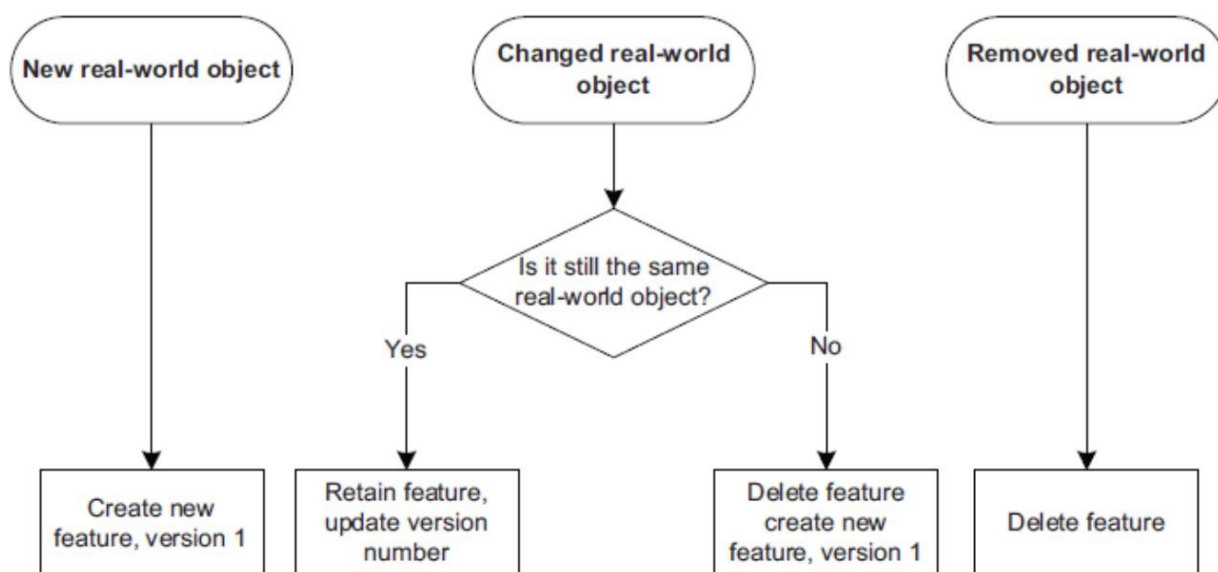 New real-world object
Changed real-world
object
Removed real-world
object
Is it still the same
real-world object?
Yes
No
Create new
feature, version 1
Retain feature,
update version
number
Delete feature
create new
feature, version 1
Delete feature